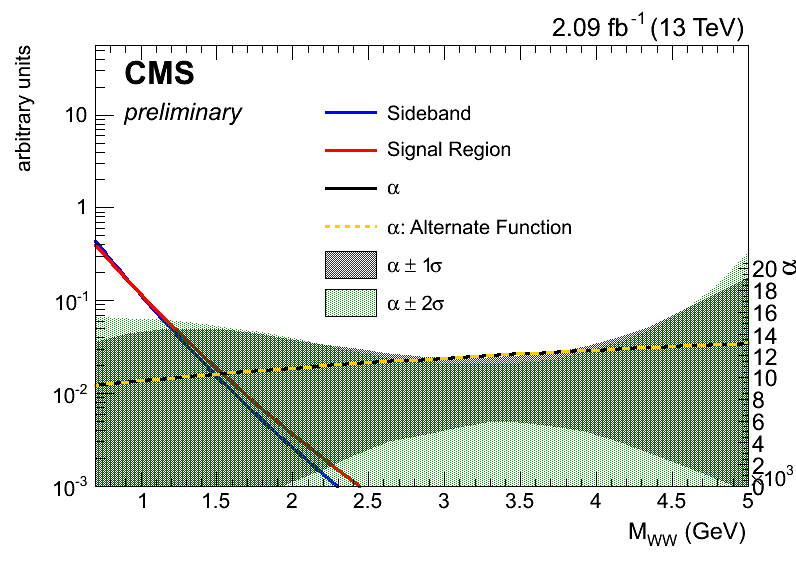 2.09 fb⁻¹ (13 TeV)
arbitrary units
CMS
preliminary
Sideband
Signal Region
α
α: Alternate Function
α ± 1σ
α ± 2σ
10
1
10⁻¹
10⁻²
10⁻³
α
20
18
16
14
12
10
8
6
4
2
0
×10³
1
1.5
2
2.5
3
3.5
4
4.5
5
M_WW (GeV)